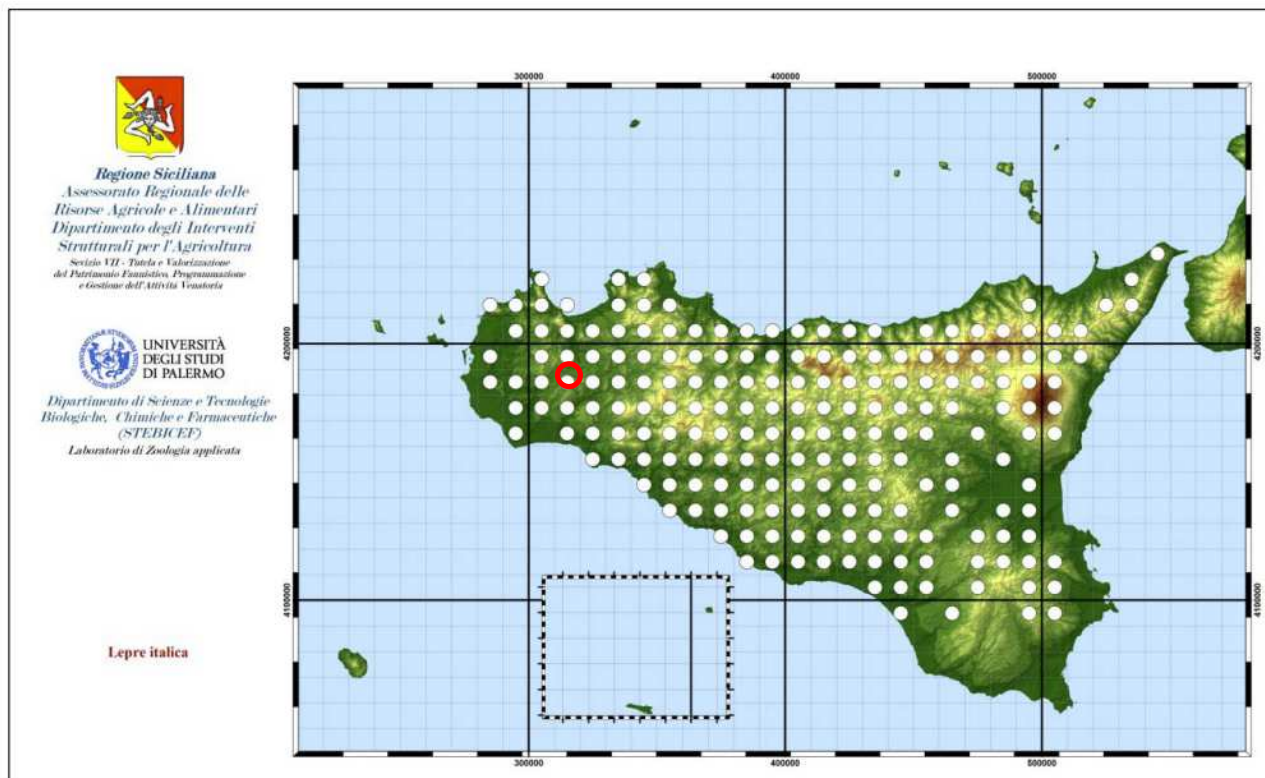 300000
400000
500000
Regione Siciliana
Assessorato Regionale delle
Risorse Agricole e Alimentari
Dipartimento degli Interventi
Strutturali per l'Agricoltura
Sevizio VII - Tutela e Valorizzazione
del Patrimonio Faunistico, Programmazione
e Gestione dell'Attività Venatoria
UNIVERSITÀ
DEGLI STUDI
DI PALERMO
4200000
4200000
Dipartimento di Scienze e Tecnologie
Biologiche, Chimiche e Farmaceutiche
(STEBICEF)
Laboratorio di Zoologia applicata
4100000
4100000
Lepre italica
300000
400000
500000